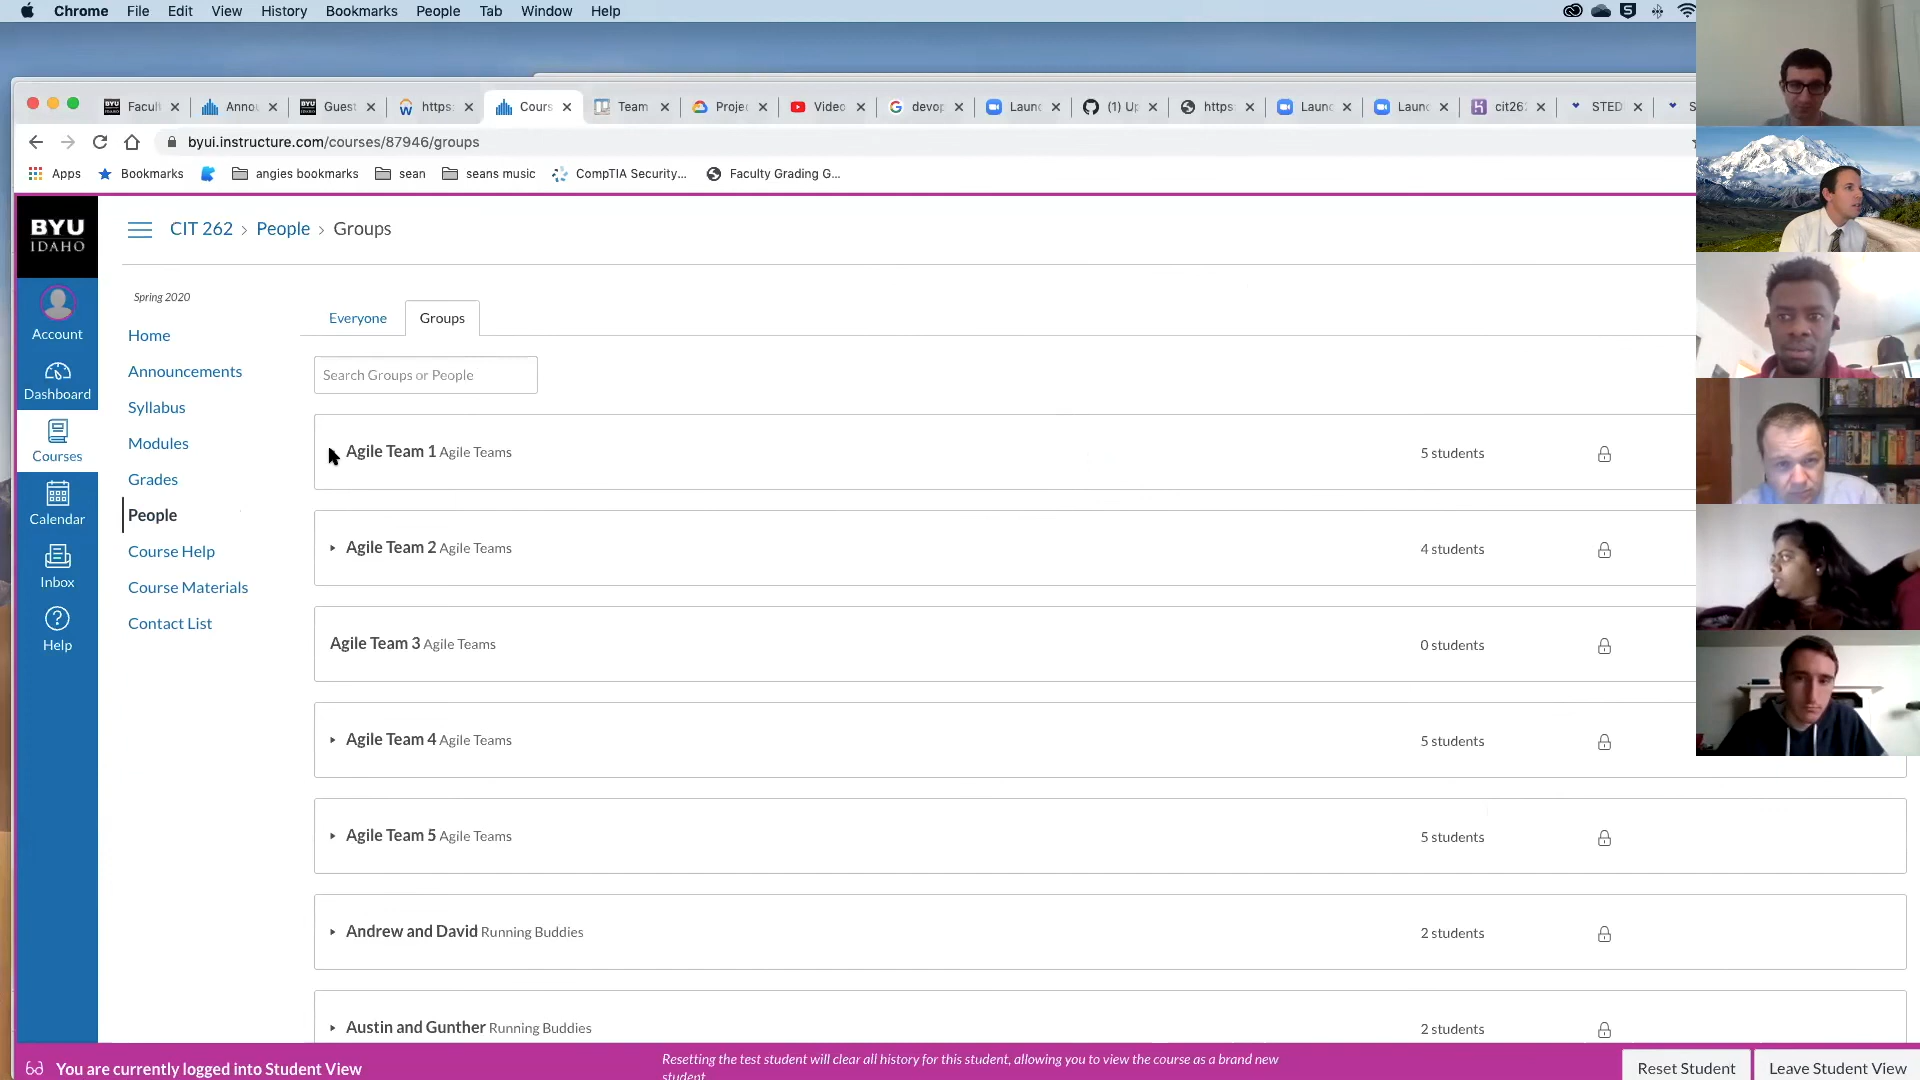 Chrome File Edit View History Bookmarks People Tab Window Help
Facul Annou Guest https: Cours Team Projec Video devop Launc (1) Up https: Launc Launc cit262 STED S
byui.instructure.com/courses/87946/groups
Apps Bookmarks angies bookmarks sean seans music CompTIA Security... Faculty Grading G...
BYU
IDAHO
CIT 262 › People › Groups
Spring 2020
Account
Dashboard
Courses
Calendar
Inbox
Help
Home
Announcements
Syllabus
Modules
Grades
People
Course Help
Course Materials
Contact List
Everyone Groups
Search Groups or People
Agile Team 1 Agile Teams 5 students
Agile Team 2 Agile Teams 4 students
Agile Team 3 Agile Teams 0 students
Agile Team 4 Agile Teams 5 students
Agile Team 5 Agile Teams 5 students
Andrew and David Running Buddies 2 students
Austin and Gunther Running Buddies 2 students
You are currently logged into Student View
Resetting the test student will clear all history for this student, allowing you to view the course as a brand new
student
Reset Student Leave Student View